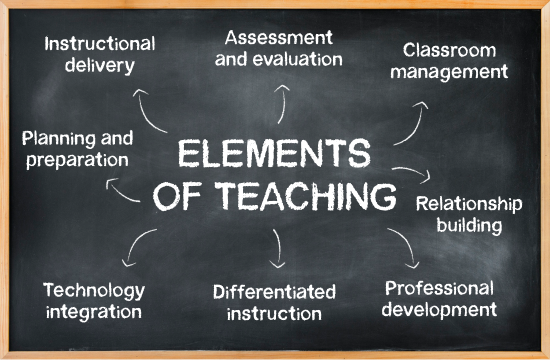 Instructional
delivery
Assessment
and evaluation
Classroom
management
Planning and
preparation
ELEMENTS
OF TEACHING
Relationship
building
Technology
integration
Differentiated
instruction
Professional
development